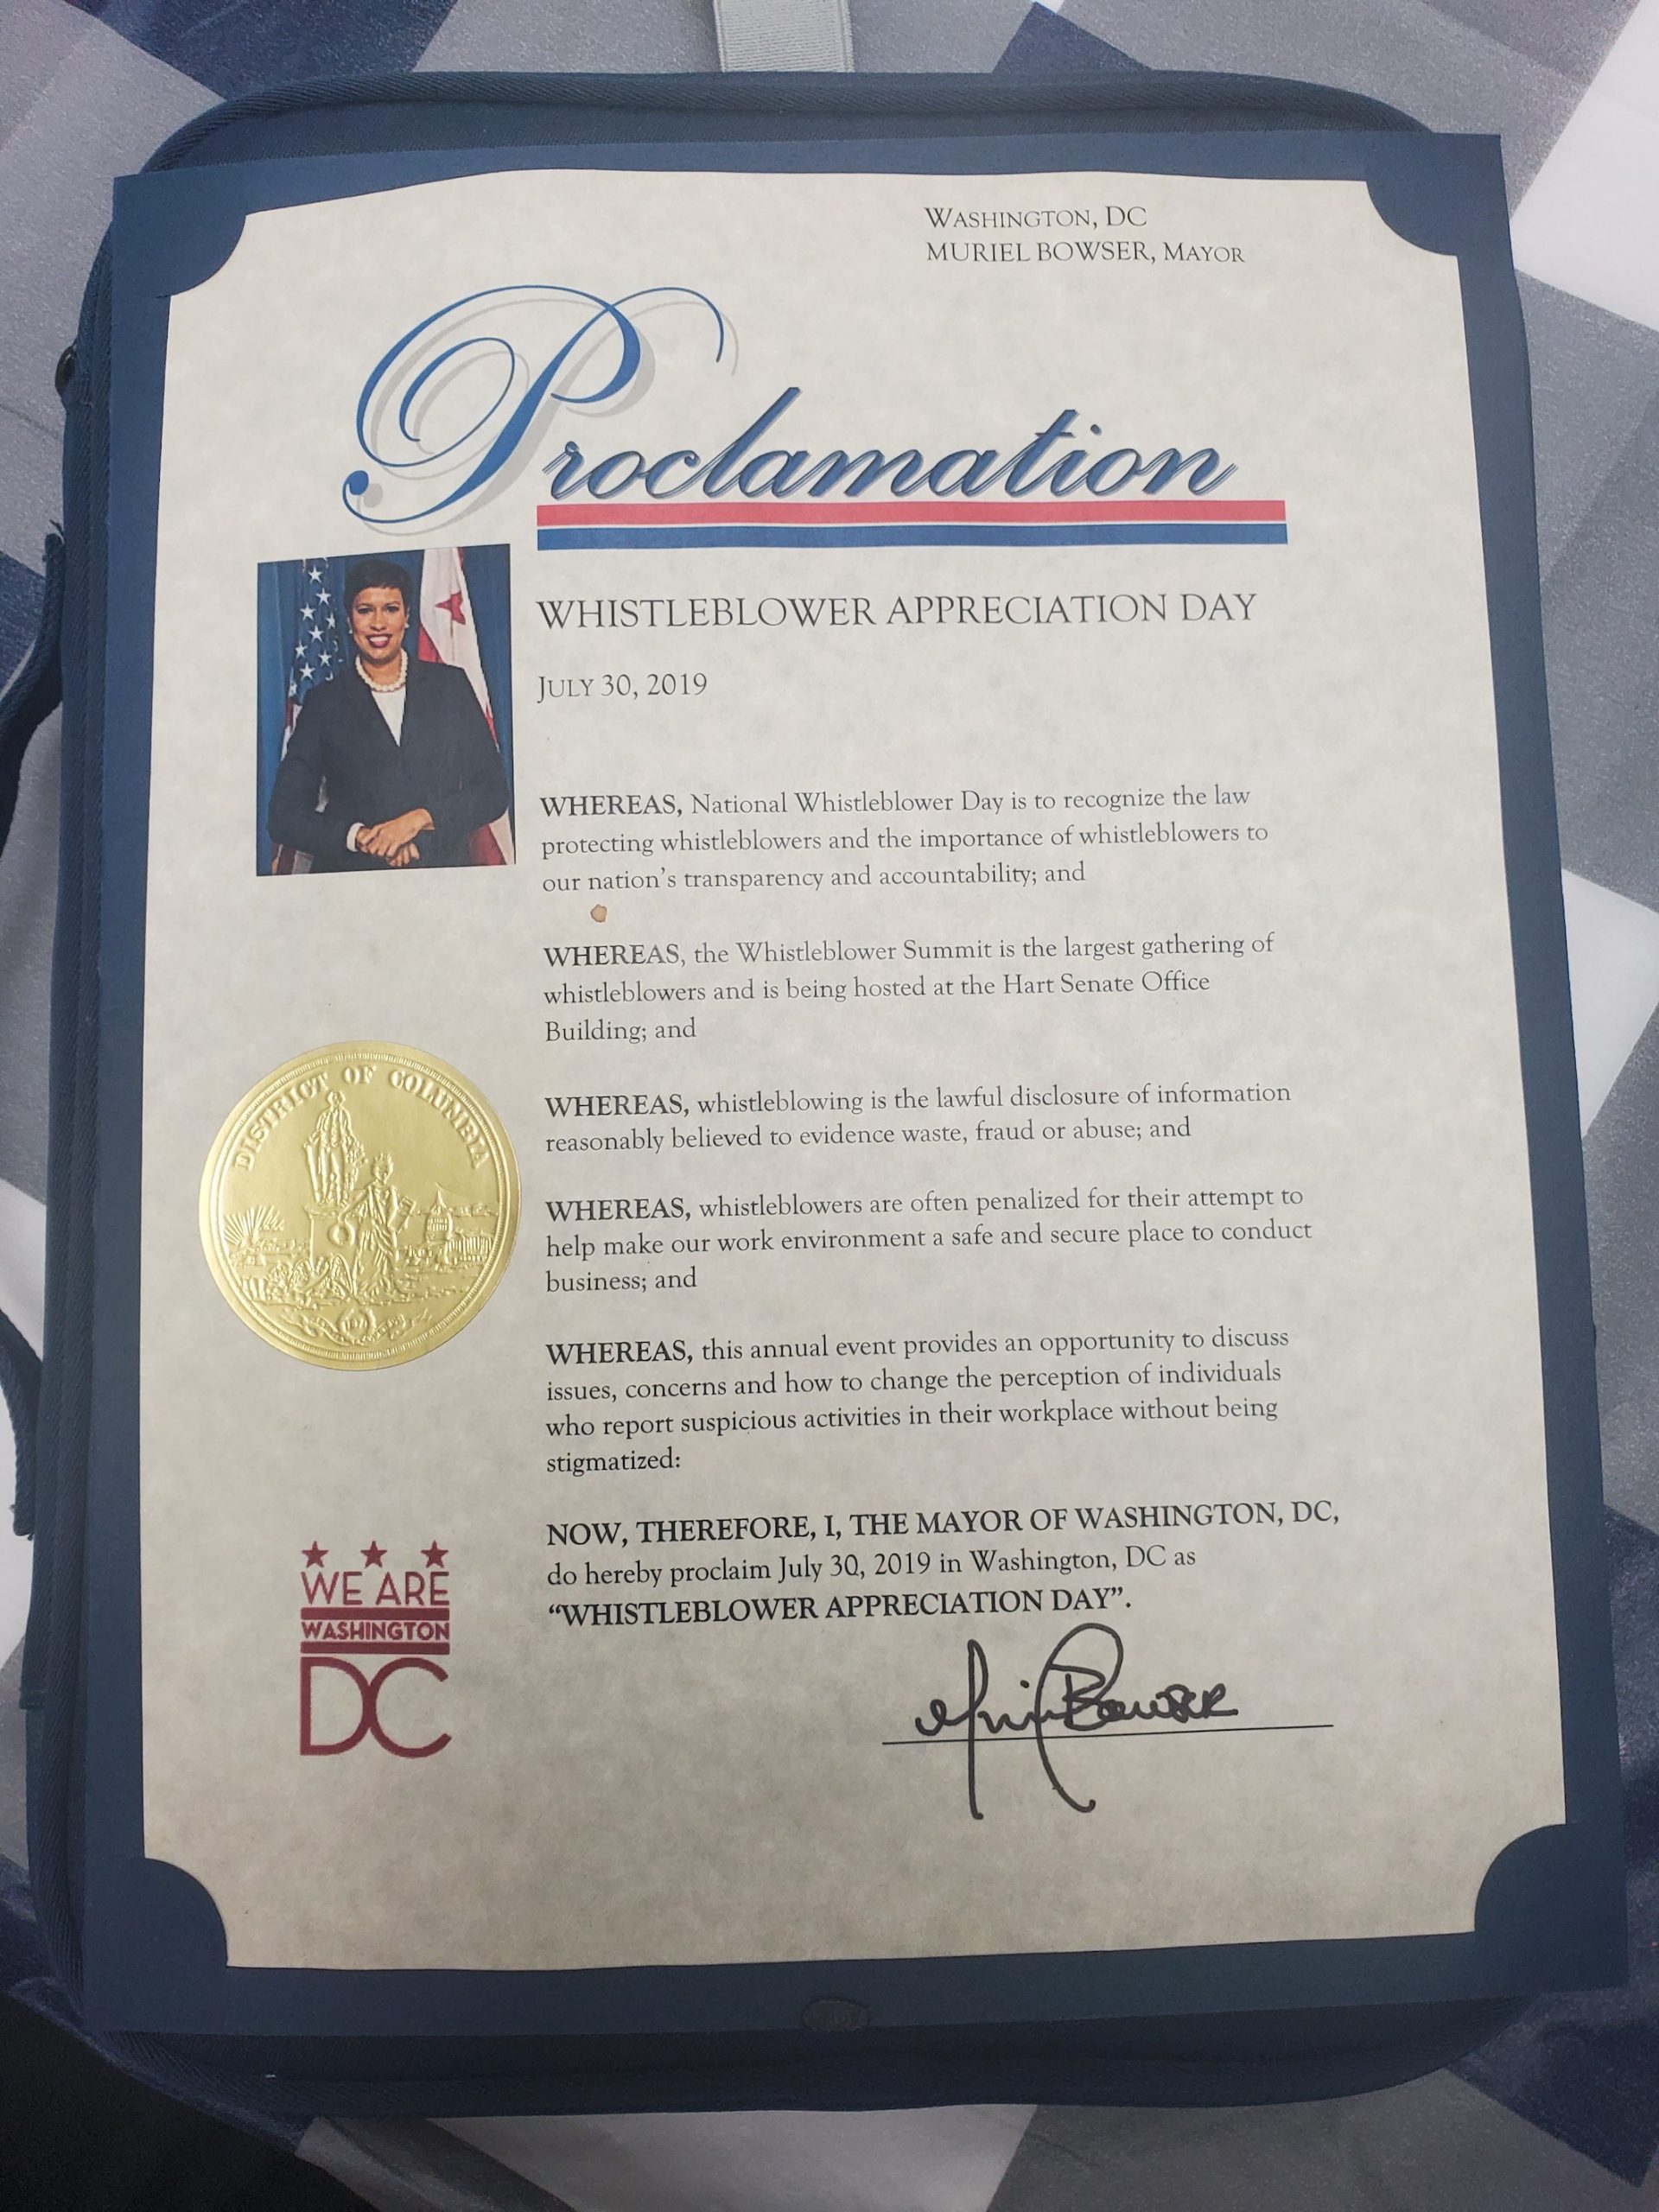 WASHINGTON, DC
MURIEL BOWSER, MAYOR
Proclamation
WHISTLEBLOWER APPRECIATION DAY
JULY 30, 2019
WHEREAS, National Whistleblower Day is to recognize the law
protecting whistleblowers and the importance of whistleblowers to
our nation's transparency and accountability; and
WHEREAS, the Whistleblower Summit is the largest gathering of
whistleblowers and is being hosted at the Hart Senate Office
Building; and
DISTRICT OF COLUMBIA
WHEREAS, whistleblowing is the lawful disclosure of information
reasonably believed to evidence waste, fraud or abuse; and
WHEREAS, whistleblowers are often penalized for their attempt to
help make our work environment a safe and secure place to conduct
business; and
WHEREAS, this annual event provides an opportunity to discuss
issues, concerns and how to change the perception of individuals
who report suspicious activities in their workplace without being
stigmatized:
NOW, THEREFORE, I, THE MAYOR OF WASHINGTON, DC,
do hereby proclaim July 30, 2019 in Washington, DC as
“WHISTLEBLOWER APPRECIATION DAY”.
WE ARE
WASHINGTON
DC
Bowser